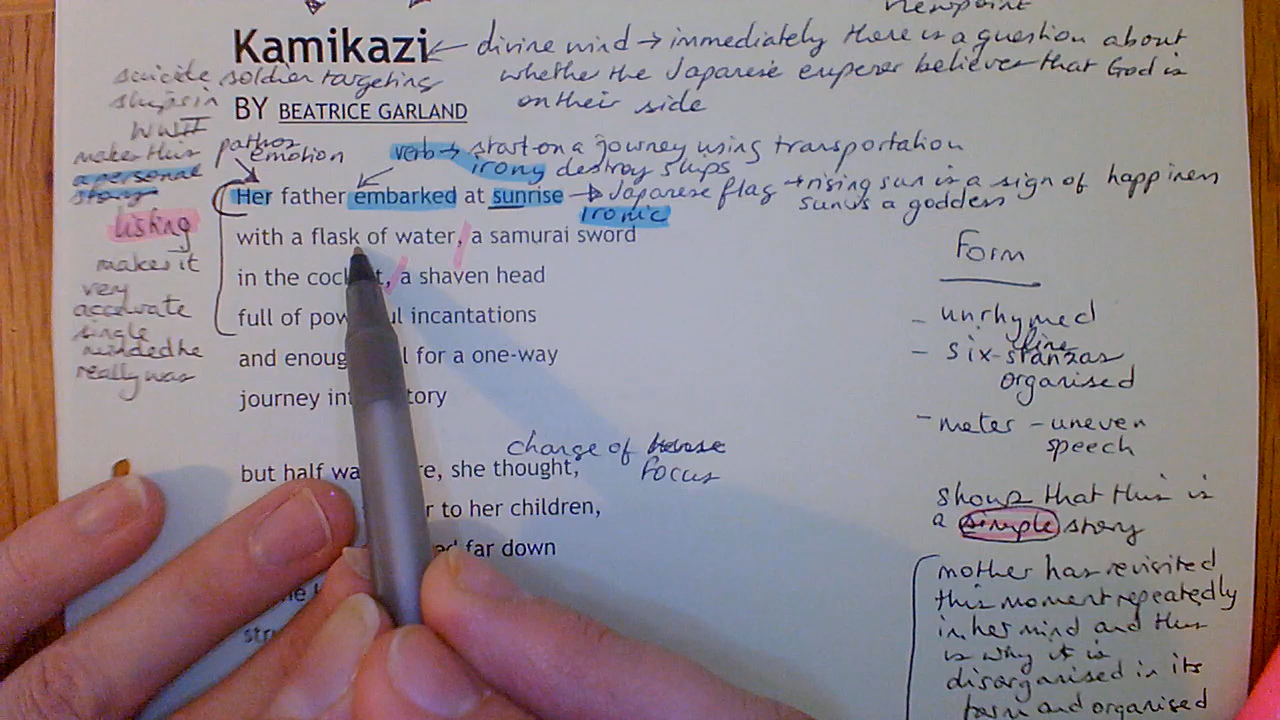 viewpoint
Kamikazi
divine wind → immediately there is a question about
whether the Japanese emperor believes that God is
on their side
suicide soldier targeting
ships in
WWII
BY BEATRICE GARLAND
makes this
a personal
story
pathos
emotion
verb → start on a journey using transportation
irony destroy ships
Her father embarked at sunrise
→ Japanese flag → rising sun is a sign of happiness
sun is a goddess
ironic
listing
makes it
very
accurate
single
minded he
really was
with a flask of water, a samurai sword
in the t, a shaven head
full of incantations
and l for a one-way
journey
change of
focus
but half , she thought,
r to her children,
far down
Form
- unrhymed
- six-line
stanzas
organised
- meter - uneven
speech
shows that this is
a simple story
mother has revisited
this moment repeatedly
in her mind and this
is why it is
disorganised in its
form and organised